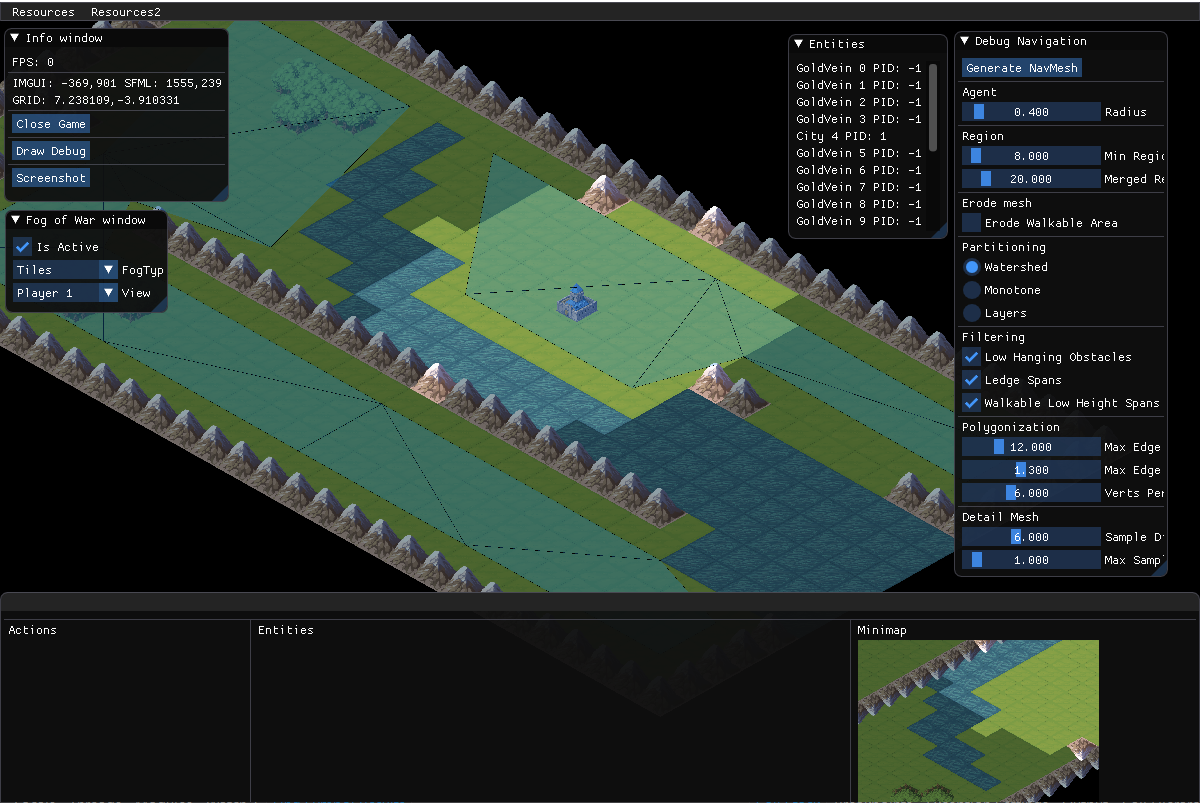 Resources Resources2
Info window
FPS: 0
IMGUI: -369,901 SFML: 1555,239
GRID: 7.238109,-3.910331
Close Game
Draw Debug
Screenshot
Fog of War window
Is Active
Tiles FogTyp
Player 1 View
Entities
GoldVein 0 PID: -1
GoldVein 1 PID: -1
GoldVein 2 PID: -1
GoldVein 3 PID: -1
City 4 PID: 1
GoldVein 5 PID: -1
GoldVein 6 PID: -1
GoldVein 7 PID: -1
GoldVein 8 PID: -1
GoldVein 9 PID: -1
Debug Navigation
Generate NavMesh
Agent
0.400 Radius
Region
8.000 Min Regio
20.000 Merged Re
Erode mesh
Erode Walkable Area
Partitioning
Watershed
Monotone
Layers
Filtering
Low Hanging Obstacles
Ledge Spans
Walkable Low Height Spans
Polygonization
12.000 Max Edge
1.300 Max Edge
6.000 Verts Per
Detail Mesh
6.000 Sample D
1.000 Max Samp
Actions
Entities
Minimap